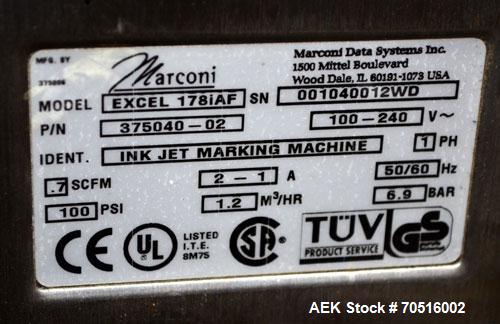 MFG. BY
Marconi
Marconi Data Systems Inc.
1500 Mittel Boulevard
Wood Dale, IL 60191-1073 USA
375086
MODEL EXCEL 178iAF SN 001040012WD
P/N 375040-02 100-240 V~
IDENT. INK JET MARKING MACHINE 1 PH
.7 SCFM 2 - 1 A 50/60 Hz
100 PSI 1.2 M³/HR 6.9 BAR
CE UL LISTED I.T.E. 8M75 SA TÜV PRODUCT SERVICE GS
AEK Stock # 70516002